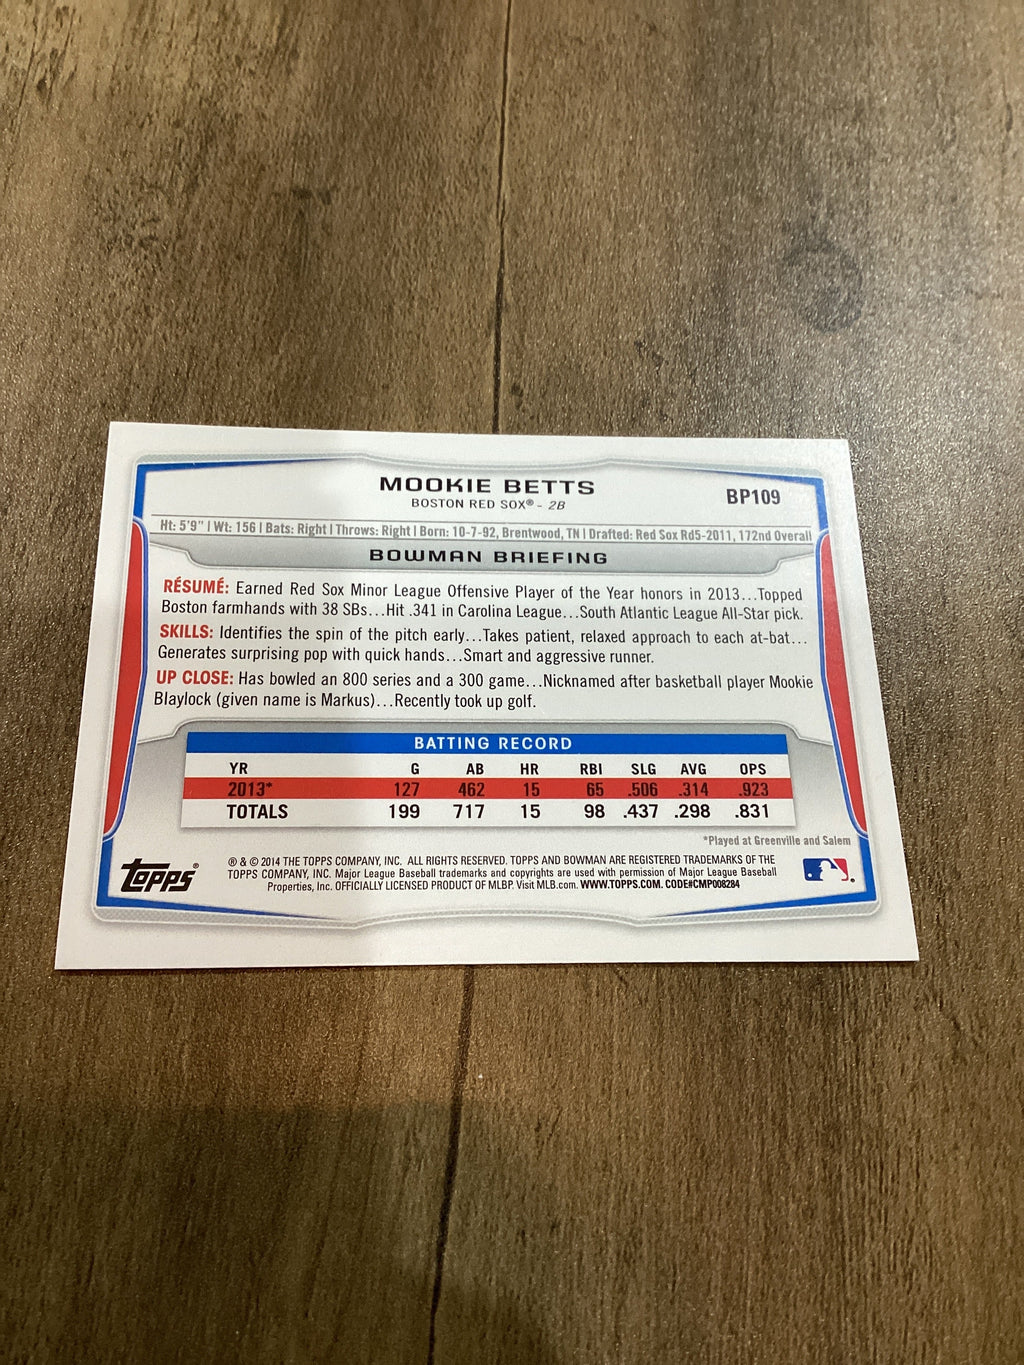 MOOKIE BETTS
BOSTON RED SOX® - 2B
BP109
Ht: 5'9" | Wt: 156 | Bats: Right | Throws: Right | Born: 10-7-92, Brentwood, TN | Drafted: Red Sox Rd5-2011, 172nd Overall
BOWMAN BRIEFING
RÉSUMÉ: Earned Red Sox Minor League Offensive Player of the Year honors in 2013...Topped
Boston farmhands with 38 SBs...Hit .341 in Carolina League...South Atlantic League All-Star pick.
SKILLS: Identifies the spin of the pitch early...Takes patient, relaxed approach to each at-bat...
Generates surprising pop with quick hands...Smart and aggressive runner.
UP CLOSE: Has bowled an 800 series and a 300 game...Nicknamed after basketball player Mookie
Blaylock (given name is Markus)...Recently took up golf.
BATTING RECORD
YR G AB HR RBI SLG AVG OPS
2013* 127 462 15 65 .506 .314 .923
TOTALS 199 717 15 98 .437 .298 .831
*Played at Greenville and Salem
Topps®
® & © 2014 THE TOPPS COMPANY, INC. ALL RIGHTS RESERVED. TOPPS AND BOWMAN ARE REGISTERED TRADEMARKS OF THE
TOPPS COMPANY, INC. Major League Baseball trademarks and copyrights are used with permission of Major League Baseball
Properties, Inc. OFFICIALLY LICENSED PRODUCT OF MLBP. Visit MLB.com. WWW.TOPPS.COM. CODE#CMP008284